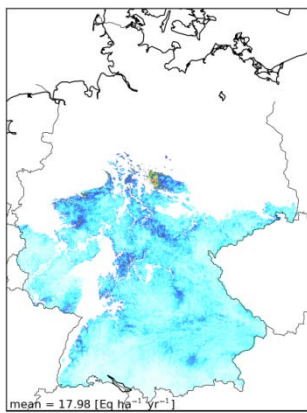 mean = 17.98 [Eq ha⁻¹ yr⁻¹]